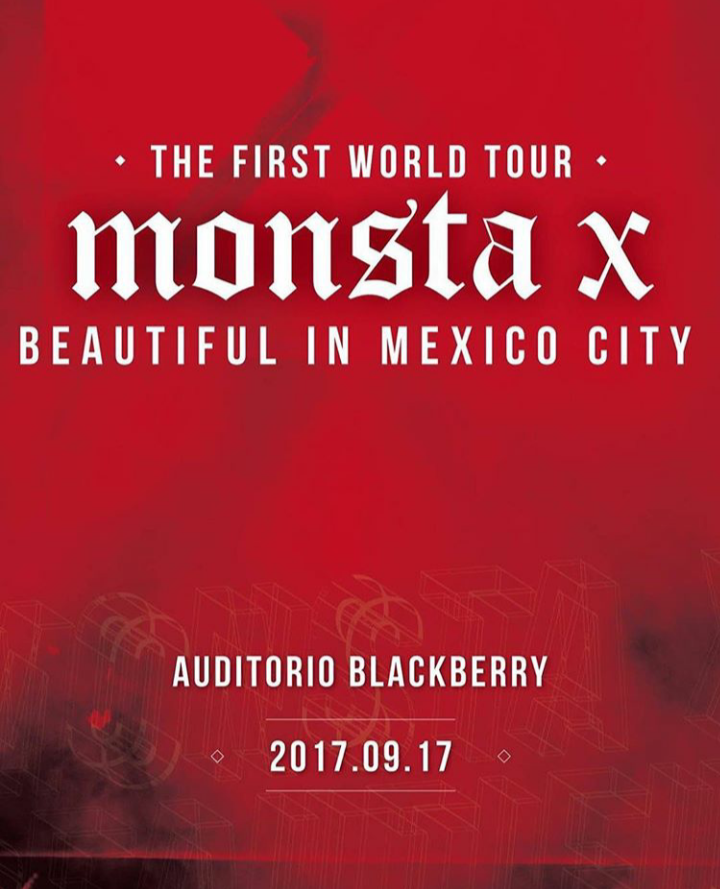 THE FIRST WORLD TOUR
monsta x
BEAUTIFUL IN MEXICO CITY
AUDITORIO BLACKBERRY
2017.09.17